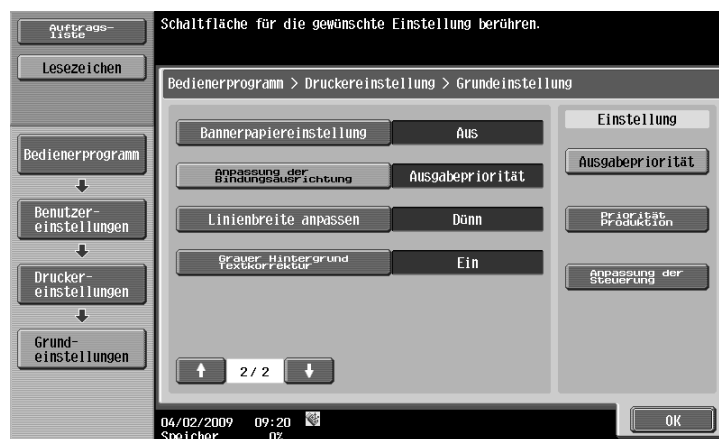 Auftrags-
liste
Lesezeichen
Bedienerprogramm
Benutzer-
einstellungen
Drucker-
einstellungen
Grund-
einstellungen
Schaltfläche für die gewünschte Einstellung berühren.
Bedienerprogramm > Druckereinstellung > Grundeinstellung
Bannerpapiereinstellung
Aus
Anpassung der
Bindungsausrichtung
Ausgabepriorität
Linienbreite anpassen
Dünn
Grauer Hintergrund
Textkorrektur
Ein
2/2
Einstellung
Ausgabepriorität
Priorität
Produktion
Anpassung der
Steuerung
04/02/2009 09:20
Speicher 0%
OK